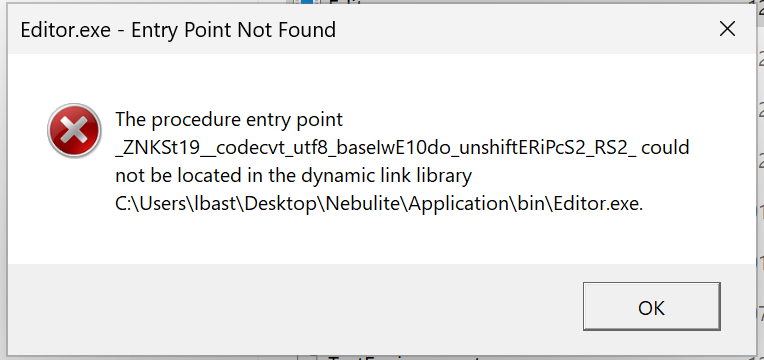 Editor.exe - Entry Point Not Found
The procedure entry point
_ZNKSt19__codecvt_utf8_baseIwE10do_unshiftERiPcS2_RS2_ could
not be located in the dynamic link library
C:\Users\lbast\Desktop\Nebulite\Application\bin\Editor.exe.
OK